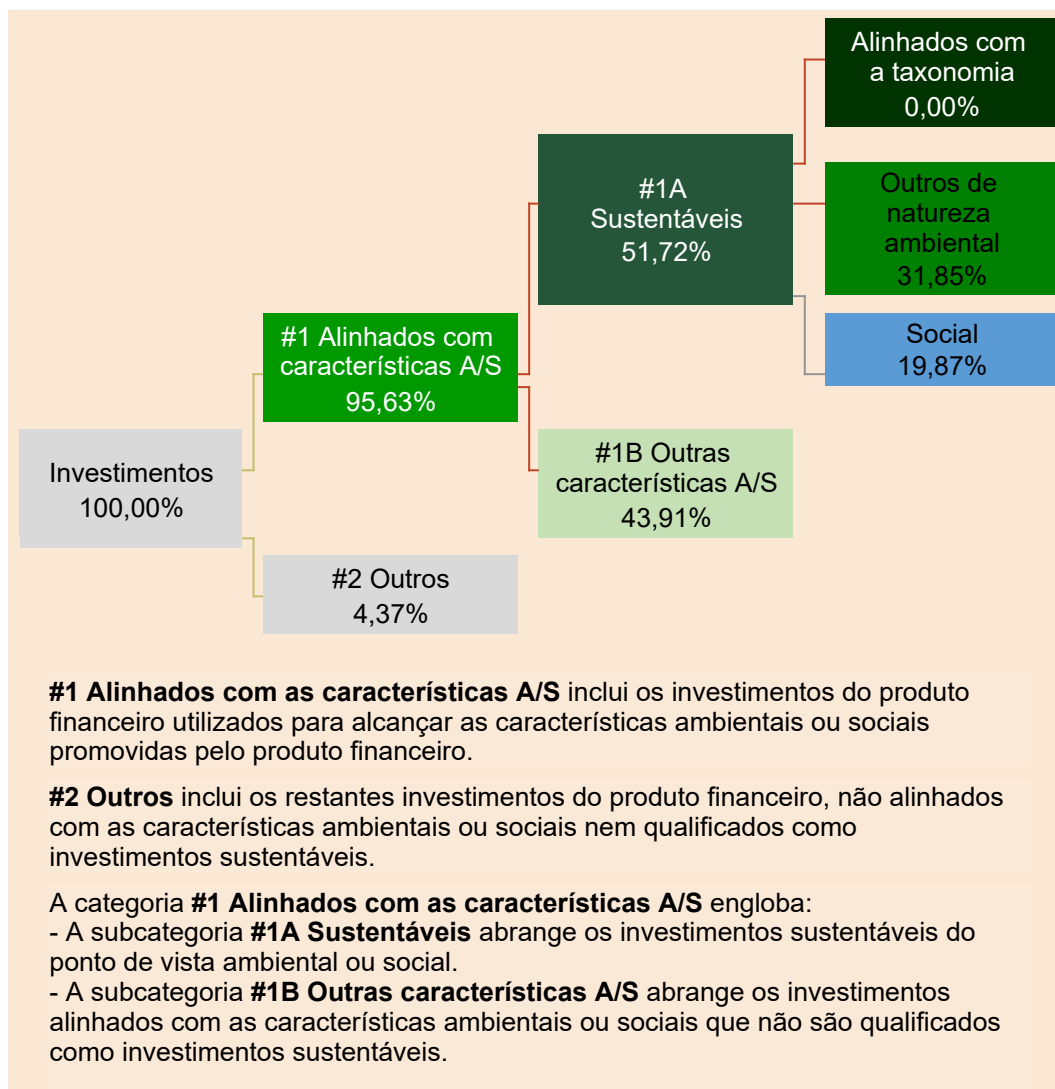 Alinhados com
a taxonomia
0,00%
#1A
Sustentáveis
51,72%
Outros de
natureza
ambiental
31,85%
#1 Alinhados com
características A/S
95,63%
Social
19,87%
Investimentos
100,00%
#1B Outras
características A/S
43,91%
#2 Outros
4,37%
#1 Alinhados com as características A/S inclui os investimentos do produto
financeiro utilizados para alcançar as características ambientais ou sociais
promovidas pelo produto financeiro.
#2 Outros inclui os restantes investimentos do produto financeiro, não alinhados
com as características ambientais ou sociais nem qualificados como
investimentos sustentáveis.
A categoria #1 Alinhados com as características A/S engloba:
- A subcategoria #1A Sustentáveis abrange os investimentos sustentáveis do
ponto de vista ambiental ou social.
- A subcategoria #1B Outras características A/S abrange os investimentos
alinhados com as características ambientais ou sociais que não são qualificados
como investimentos sustentáveis.